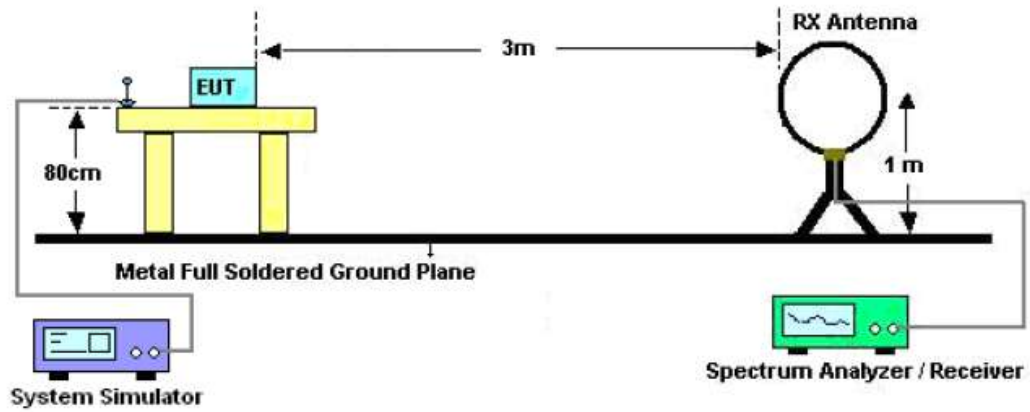 RX Antenna
3m
EUT
80cm
1 m
Metal Full Soldered Ground Plane
System Simulator
Spectrum Analyzer / Receiver